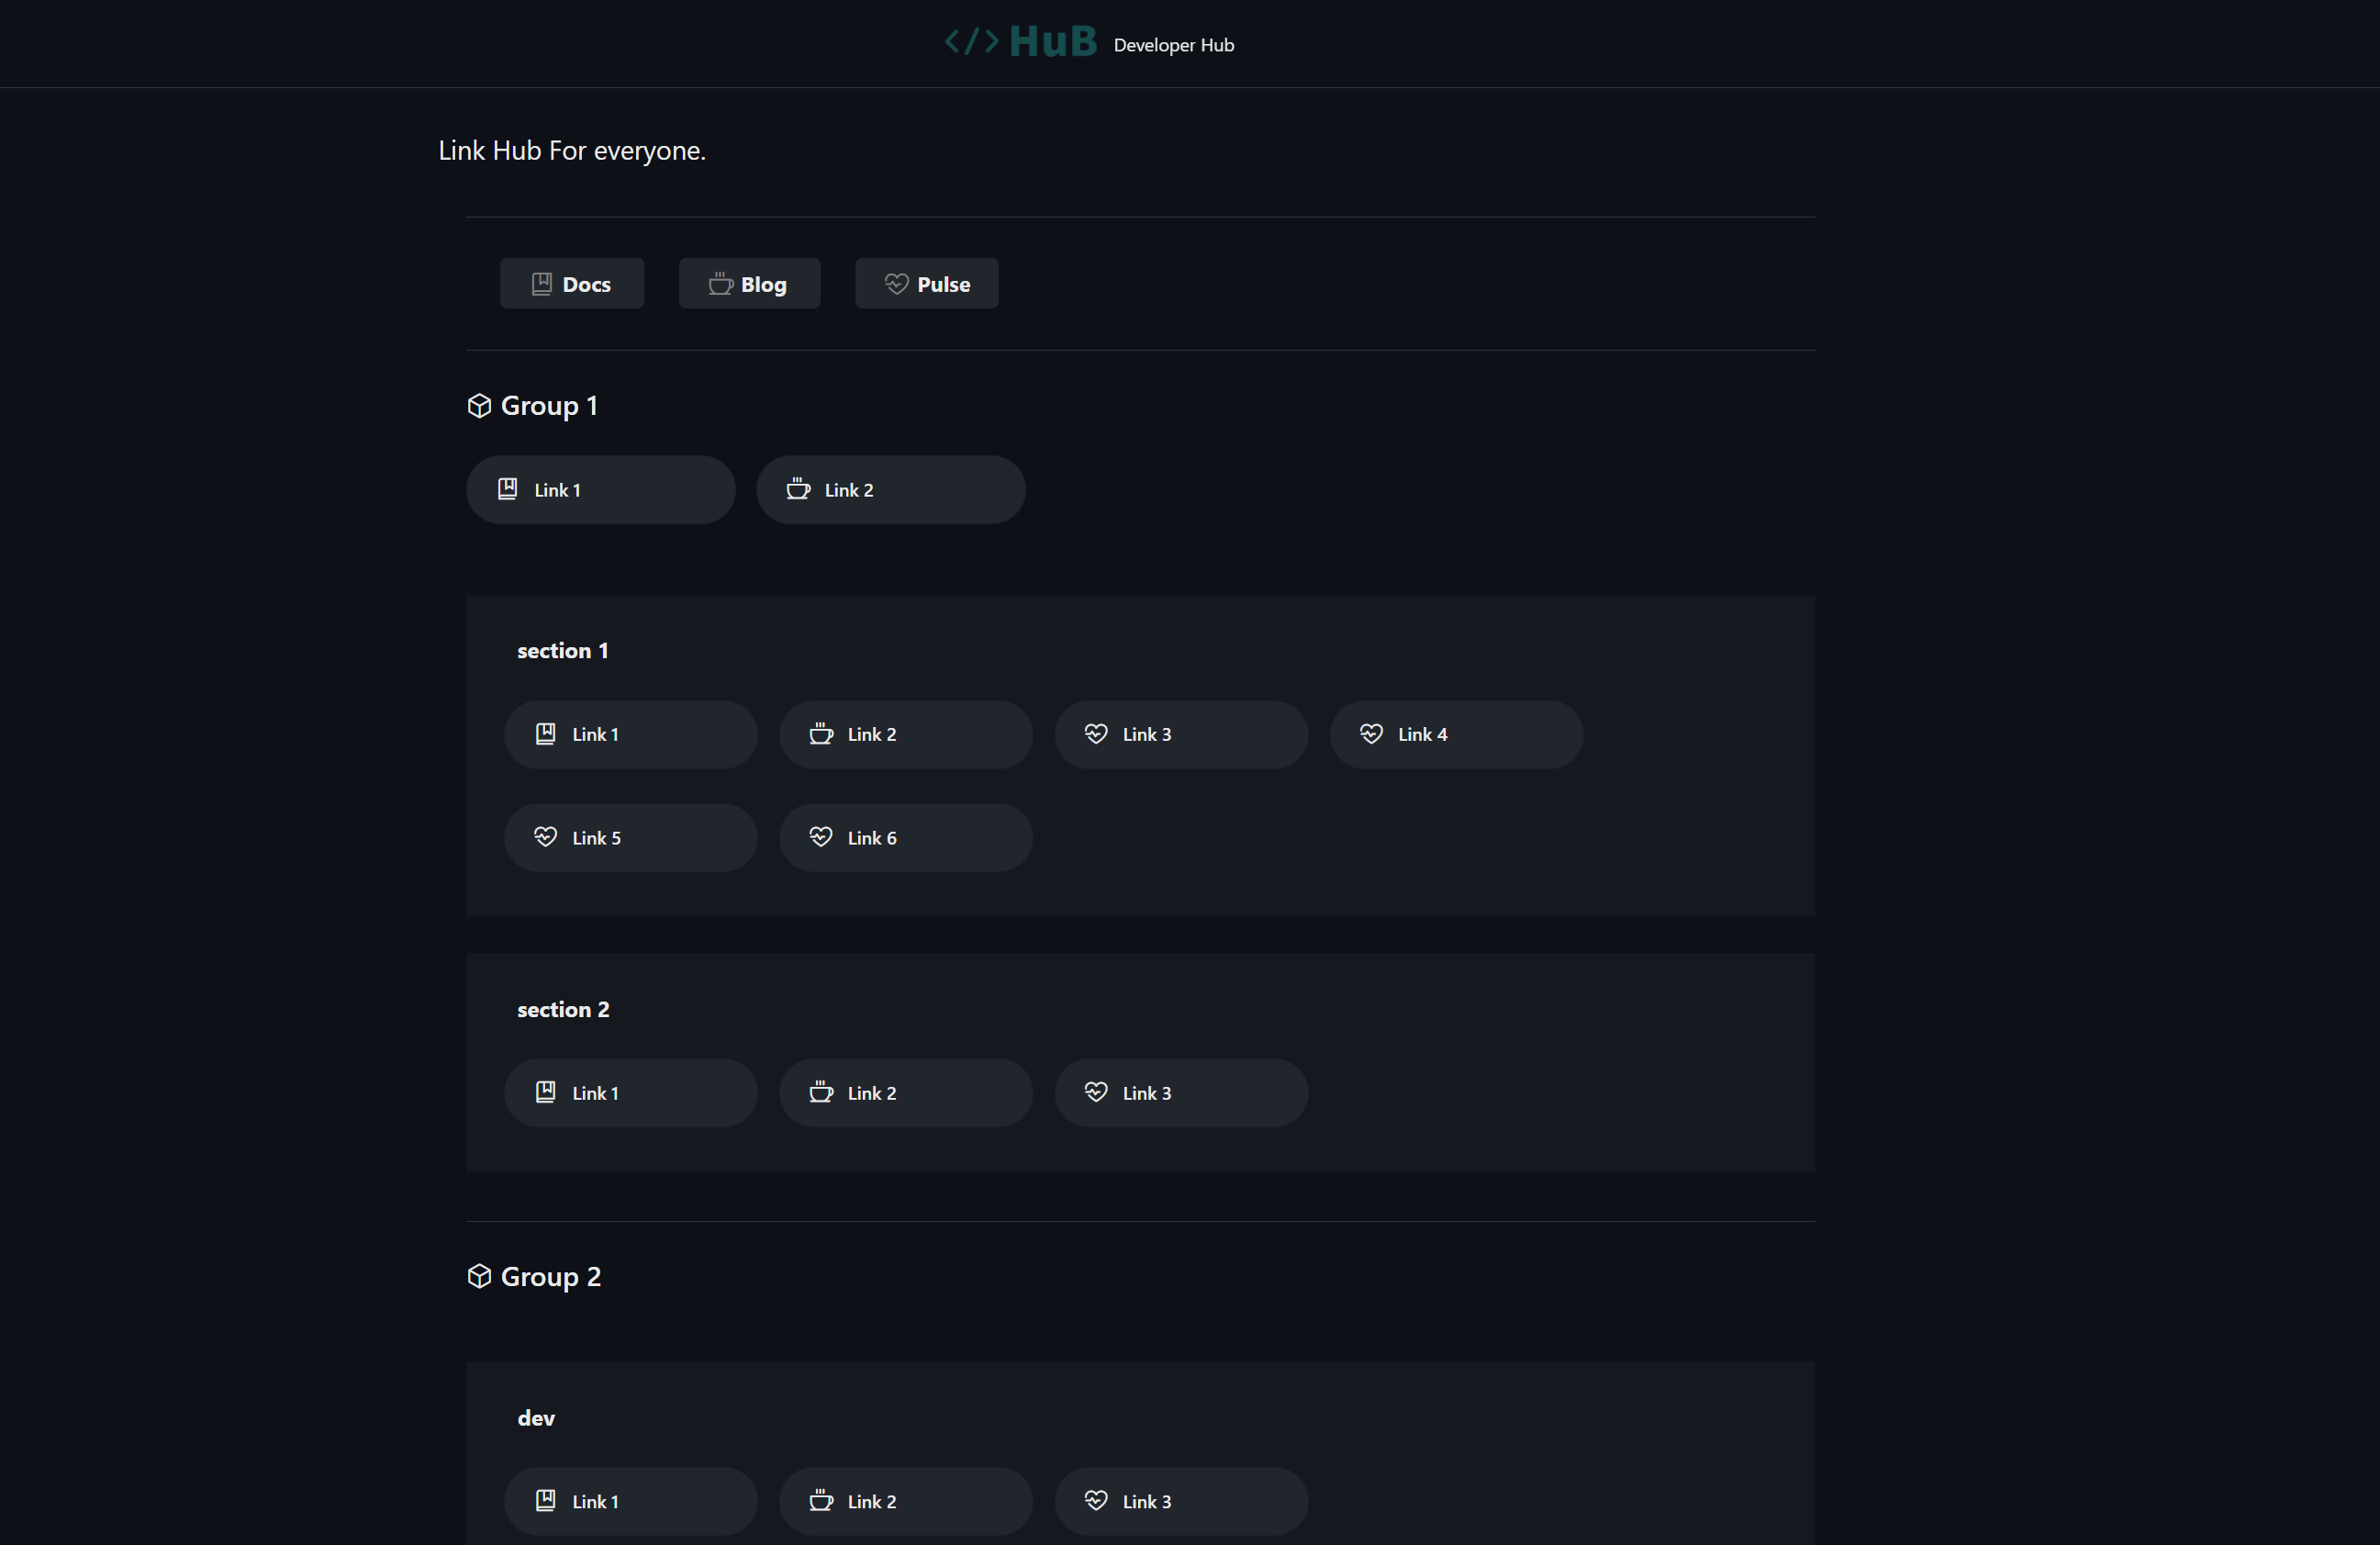 </> HuB Developer Hub
Link Hub For everyone.
Docs Blog Pulse
Group 1
Link 1 Link 2
section 1
Link 1 Link 2 Link 3 Link 4
Link 5 Link 6
section 2
Link 1 Link 2 Link 3
Group 2
dev
Link 1 Link 2 Link 3